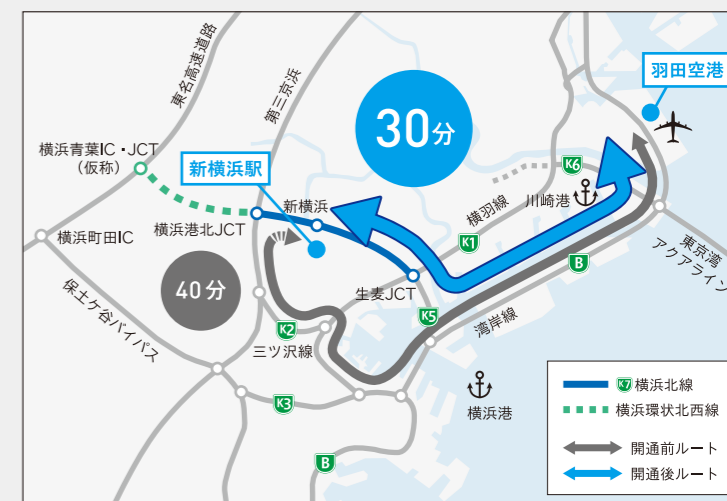 東名高速道路
第三京浜
羽田空港
30分
横浜青葉IC・JCT
（仮称）
新横浜駅
K6
川崎港
新横浜
横羽線
横浜港北JCT
横浜町田IC
K1
東京湾
アクアライン
B
40分
生麦JCT
保土ケ谷バイパス
K5
湾岸線
K2
三ツ沢線
K3
横浜港
B
K7 横浜北線
横浜環状北西線
開通前ルート
開通後ルート